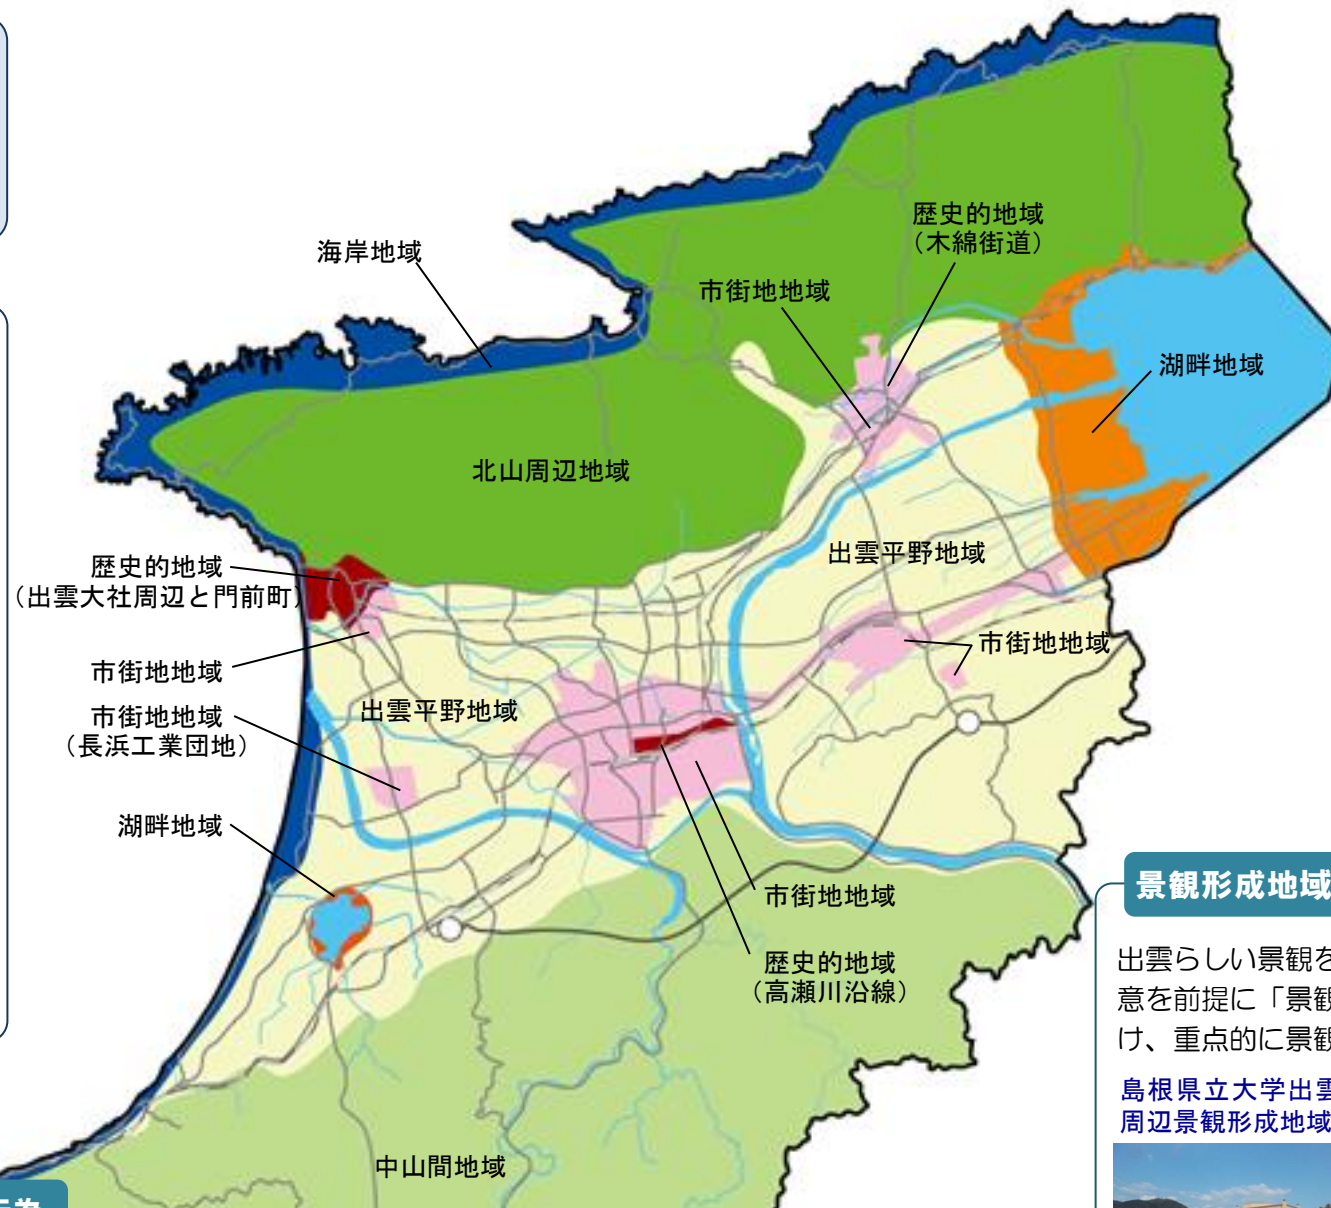 歴史的地域
（木綿街道）
海岸地域
市街地地域
湖畔地域
北山周辺地域
出雲平野地域
歴史的地域
（出雲大社周辺と門前町）
市街地地域
市街地地域
出雲平野地域
市街地地域
（長浜工業団地）
湖畔地域
市街地地域
歴史的地域
（高瀬川沿線）
中山間地域
景観形成地域
出雲らしい景観を
意を前提に「景観
け、重点的に景観
島根県立大学出雲
周辺景観形成地域